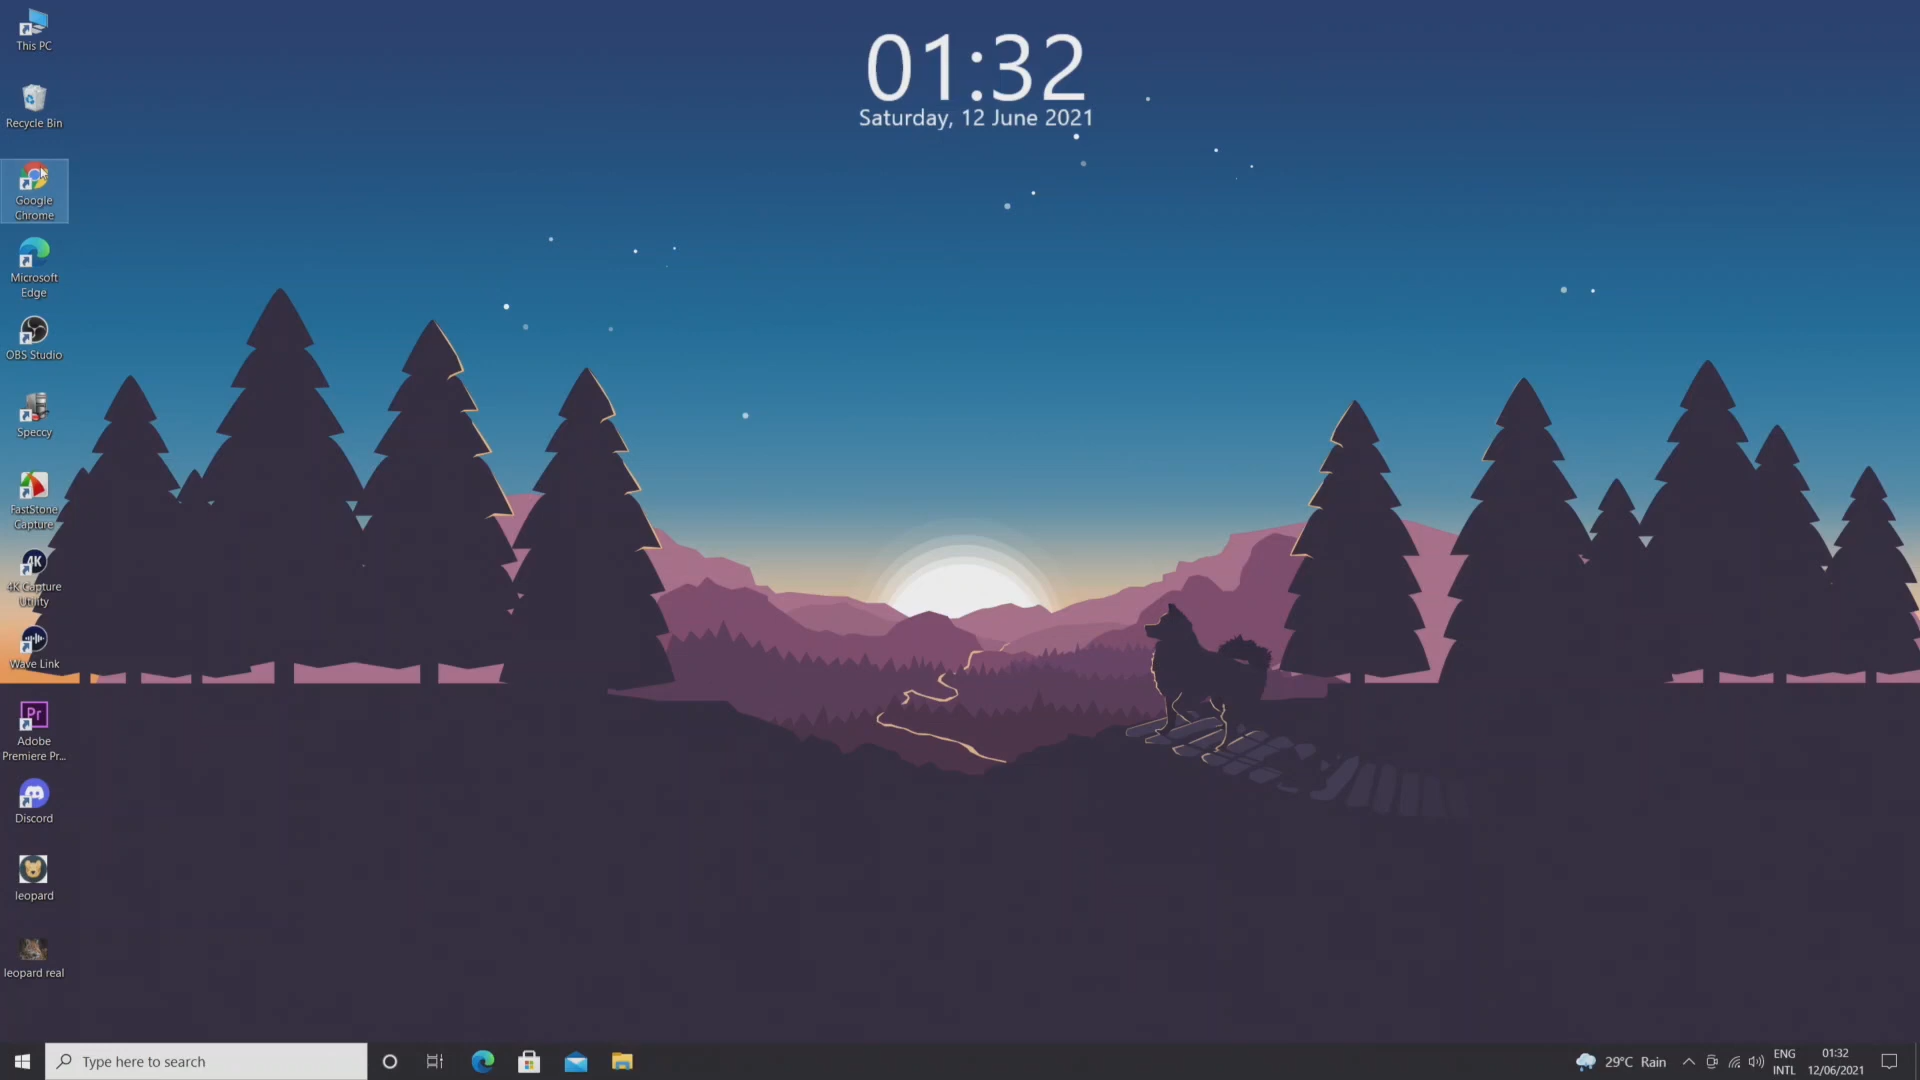 This PC
Recycle Bin
Google
Chrome
Microsoft
Edge
OBS Studio
Speccy
FastStone
Capture
4K
4K Capture
Utility
Wave Link
Pr
Adobe
Premiere Pr...
Discord
leopard
leopard real
01:32
Saturday, 12 June 2021
Type here to search
29°C Rain
ENG
INTL
01:32
12/06/2021